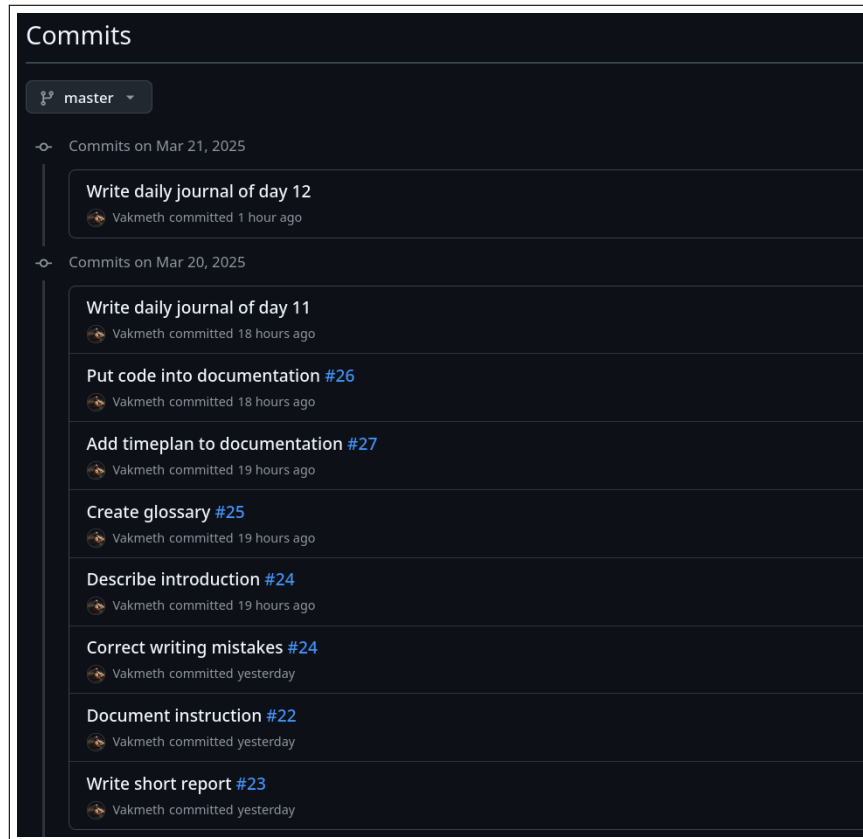 Commits
master
Commits on Mar 21, 2025
Write daily journal of day 12
Vakmeth committed 1 hour ago
Commits on Mar 20, 2025
Write daily journal of day 11
Vakmeth committed 18 hours ago
Put code into documentation #26
Vakmeth committed 18 hours ago
Add timeplan to documentation #27
Vakmeth committed 19 hours ago
Create glossary #25
Vakmeth committed 19 hours ago
Describe introduction #24
Vakmeth committed 19 hours ago
Correct writing mistakes #24
Vakmeth committed yesterday
Document instruction #22
Vakmeth committed yesterday
Write short report #23
Vakmeth committed yesterday